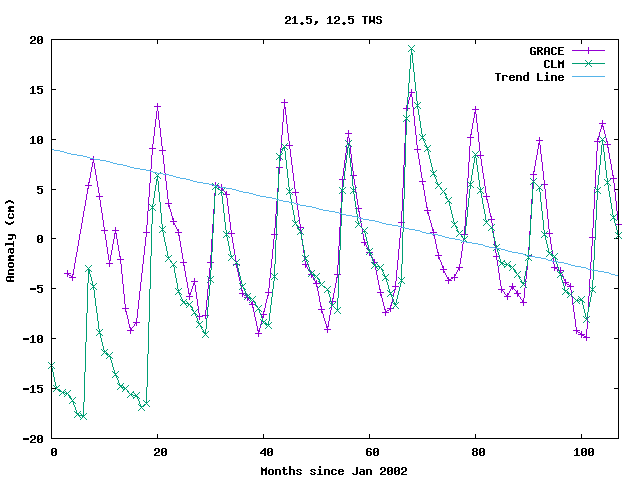 21.5, 12.5 TWS
GRACE
CLM
Trend Line
20
15
10
5
0
-5
-10
-15
-20
Anomaly (cm)
0 20 40 60 80 100
Months since Jan 2002